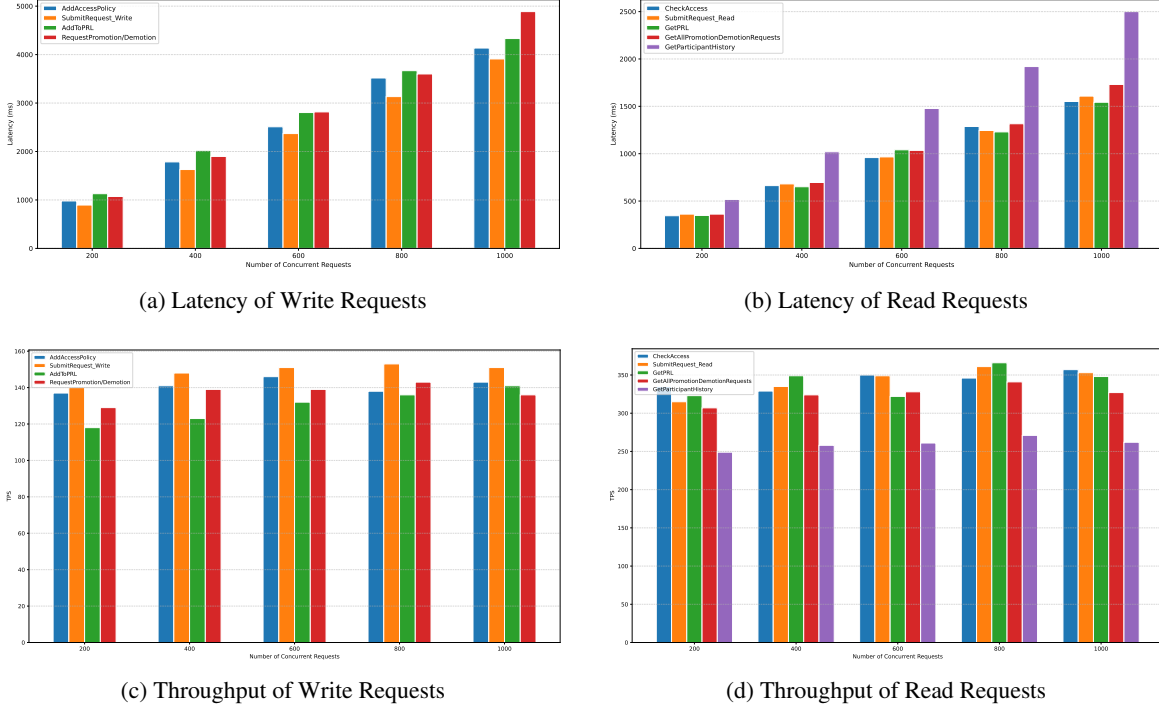 AddAccessPolicy
SubmitRequest_Write
AddToPRL
RequestPromotion/Demotion
5000
4000
3000
2000
1000
0
Latency (ms)
200 400 600 800 1000
Number of Concurrent Requests
(a) Latency of Write Requests
CheckAccess
SubmitRequest_Read
GetPRL
GetAllPromotionDemotionRequests
GetParticipantHistory
2500
2000
1500
1000
500
0
Latency (ms)
200 400 600 800 1000
Number of Concurrent Requests
(b) Latency of Read Requests
AddAccessPolicy
SubmitRequest_Write
AddToPRL
RequestPromotion/Demotion
160
140
120
100
80
60
40
20
0
TPS
200 400 600 800 1000
Number of Concurrent Requests
(c) Throughput of Write Requests
CheckAccess
SubmitRequest_Read
GetPRL
GetAllPromotionDemotionRequests
GetParticipantHistory
350
300
250
200
150
100
50
0
TPS
200 400 600 800 1000
Number of Concurrent Requests
(d) Throughput of Read Requests